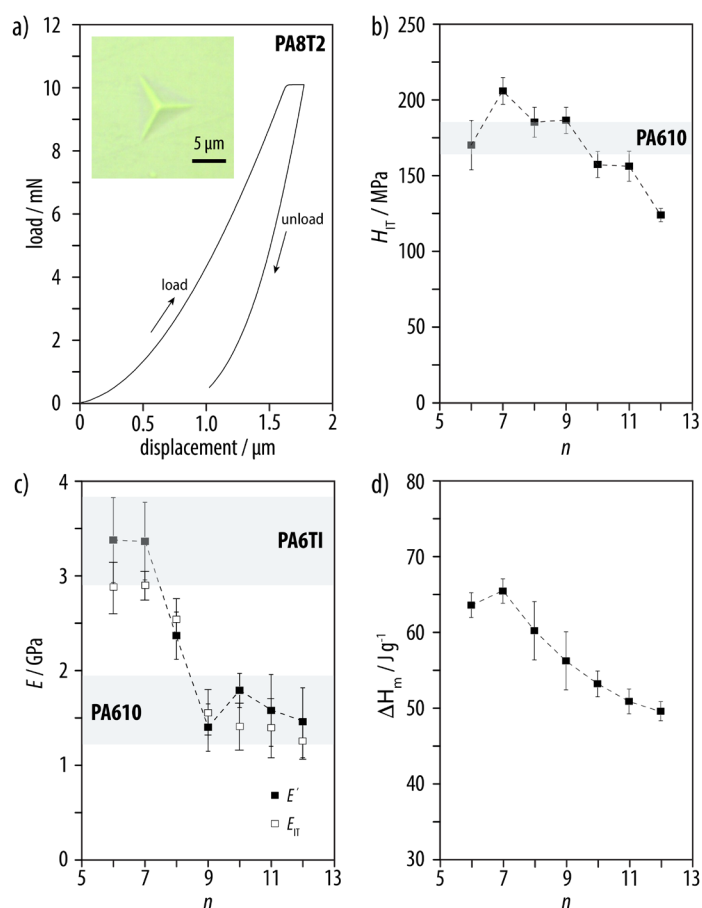 a)
PA8T2
12
10
8
6
4
2
0
load / mN
5 µm
unload
load
0
0.5
1.0
1.5
2
displacement / µm
b)
250
200
150
100
50
0
H_IT / MPa
PA610
5
7
9
11
13
n
c)
4
3
2
1
0
E / GPa
PA6TI
PA610
E´
E_IT
5
7
9
11
13
n
d)
80
70
65
60
50
40
30
ΔH_m / J g⁻¹
5
7
9
11
13
n